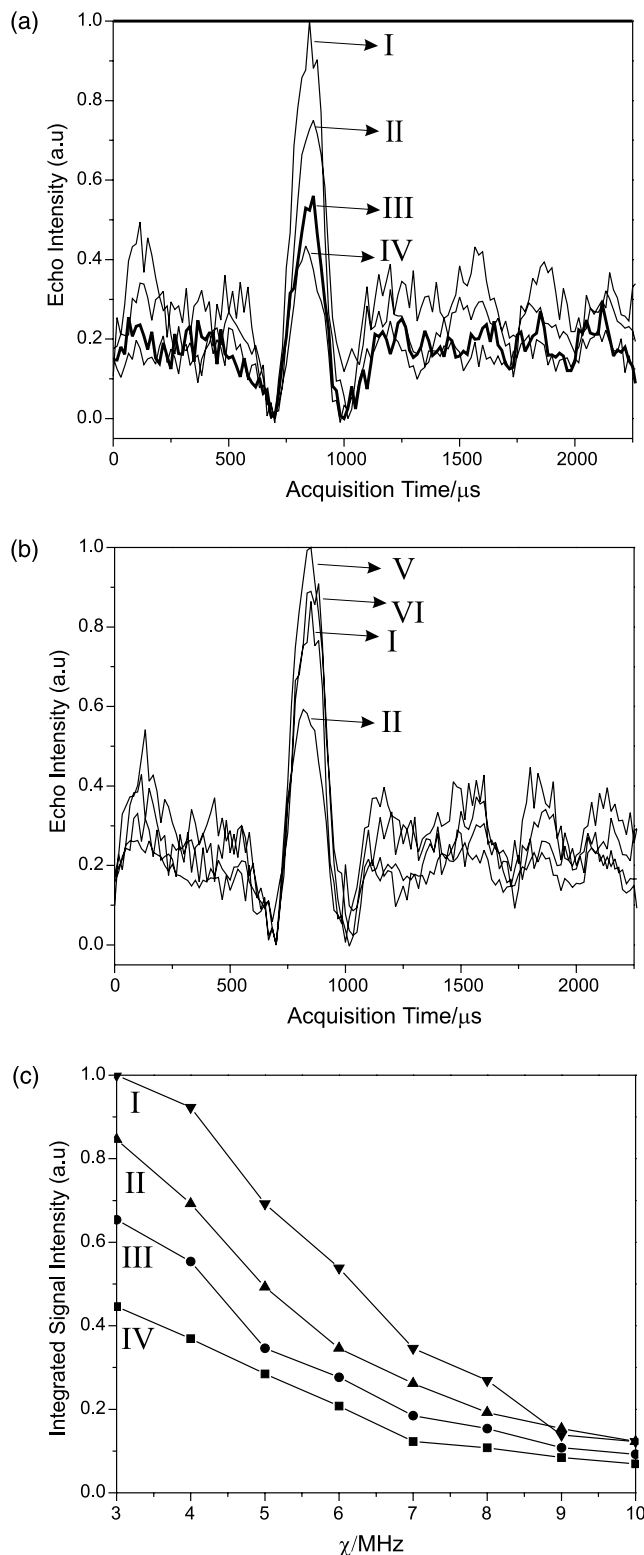 (a)
1.0
0.8
0.6
0.4
0.2
0.0
Echo Intensity (a.u)
I
II
III
IV
0
500
1000
1500
2000
Acquisition Time/μs
(b)
1.0
0.8
0.6
0.4
0.2
0.0
Echo Intensity (a.u)
V
VI
I
II
0
500
1000
1500
2000
Acquisition Time/μs
(c)
1.0
0.8
0.6
0.4
0.2
0.0
Integrated Signal Intensity (a.u)
I
II
III
IV
3
4
5
6
7
8
9
10
χ/MHz